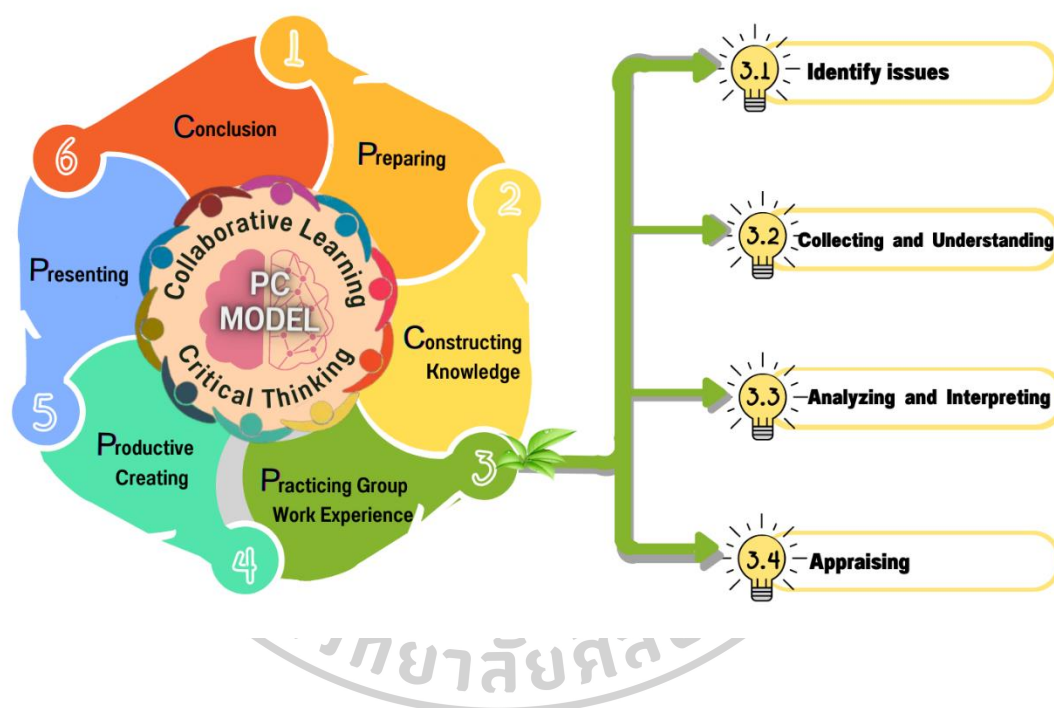 1
Preparing
2
Constructing
Knowledge
3
Practicing Group
Work Experience
4
Productive
Creating
5
Presenting
6
Conclusion
Collaborative Learning
PC
MODEL
Critical Thinking
3.1 Identify issues
3.2 Collecting and Understanding
3.3 Analyzing and Interpreting
3.4 Appraising